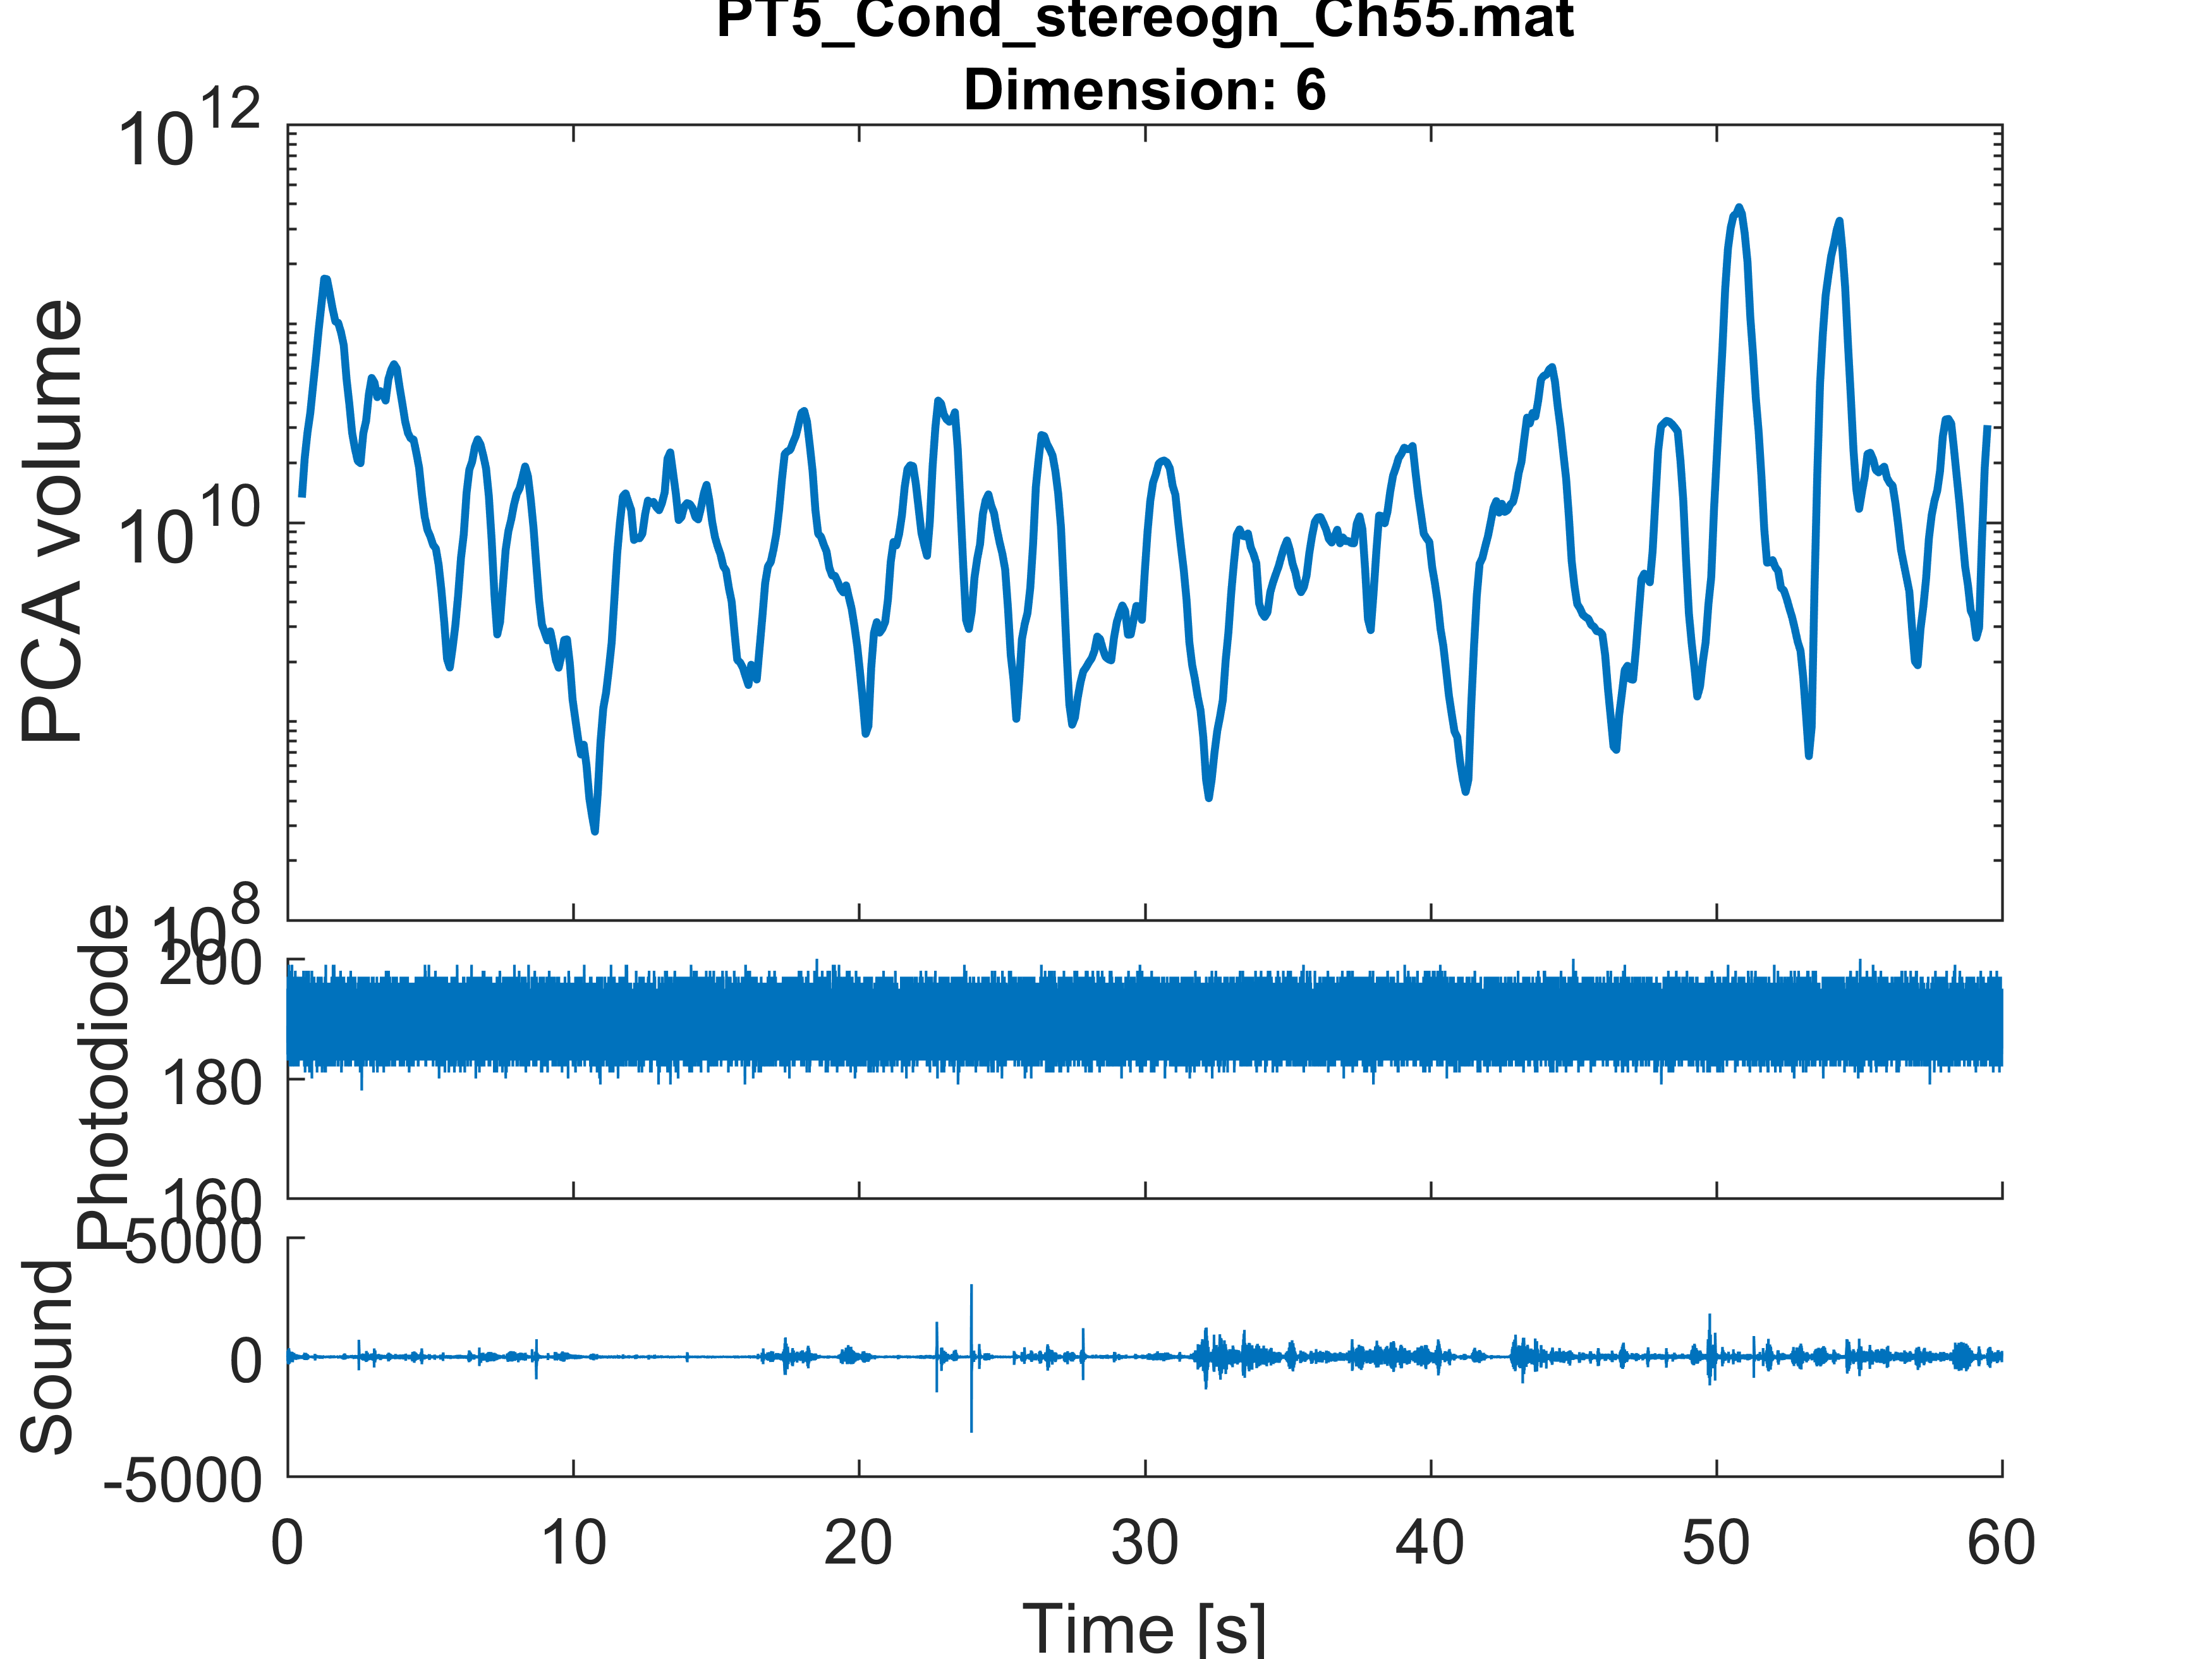 PT5_Cond_stereogn_Ch55.mat
Dimension: 6
10^12
10^10
10^8
PCA volume
200
180
160
Photodiode
5000
0
-5000
Sound
0 10 20 30 40 50 60
Time [s]